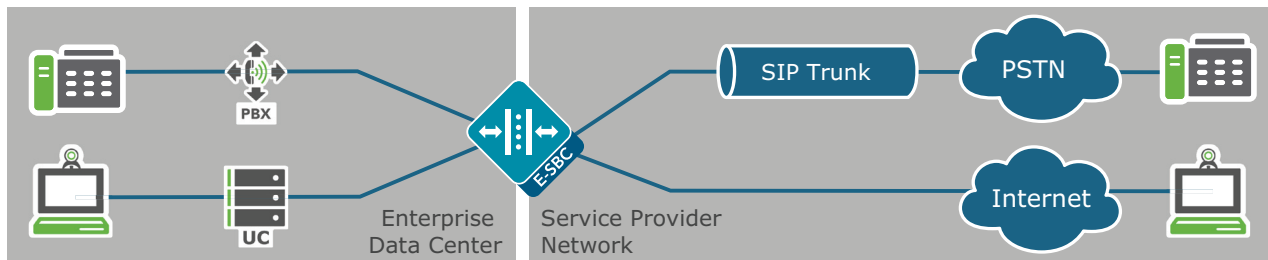 PBX
UC
Enterprise
Data Center
E-SBC
Service Provider
Network
SIP Trunk
PSTN
Internet